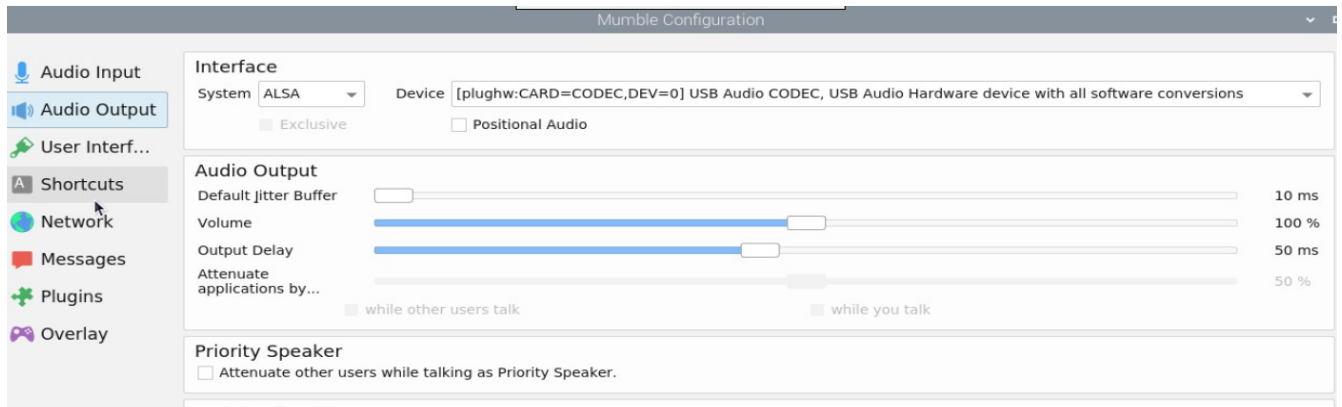 Mumble Configuration
Audio Input
Audio Output
User Interf...
Shortcuts
Network
Messages
Plugins
Overlay
Interface
System ALSA Device [plughw:CARD=CODEC,DEV=0] USB Audio CODEC, USB Audio Hardware device with all software conversions
Exclusive Positional Audio
Audio Output
Default Jitter Buffer 10 ms
Volume 100 %
Output Delay 50 ms
Attenuate
applications by... 50 %
while other users talk while you talk
Priority Speaker
Attenuate other users while talking as Priority Speaker.